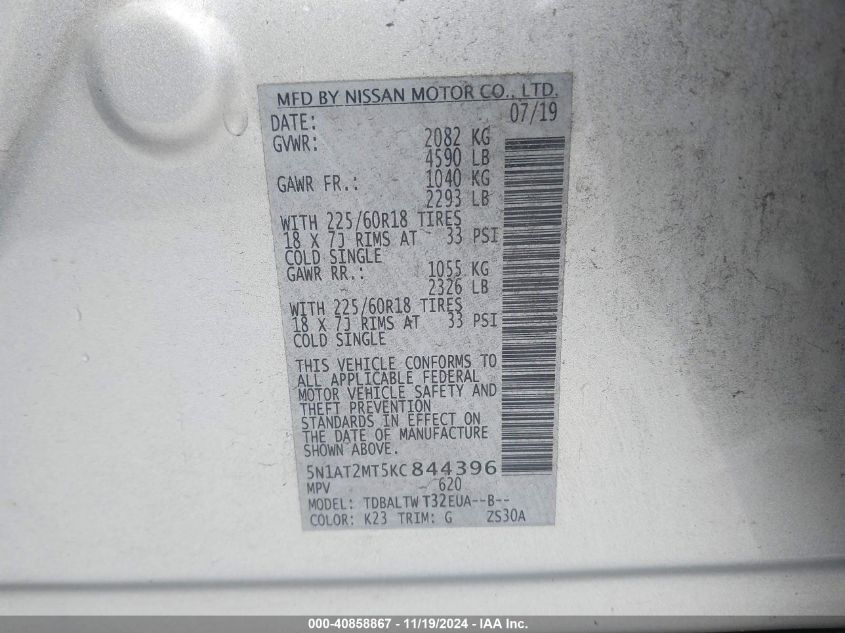 MFD BY NISSAN MOTOR CO., LTD.
DATE: 07/19
GVWR: 2082 KG
4590 LB
GAWR FR.: 1040 KG
2293 LB
WITH 225/60R18 TIRES
18 X 7J RIMS AT 33 PSI
COLD SINGLE
GAWR RR.: 1055 KG
2326 LB
WITH 225/60R18 TIRES
18 X 7J RIMS AT 33 PSI
COLD SINGLE
THIS VEHICLE CONFORMS TO
ALL APPLICABLE FEDERAL
MOTOR VEHICLE SAFETY AND
THEFT PREVENTION
STANDARDS IN EFFECT ON
THE DATE OF MANUFACTURE
SHOWN ABOVE.
5N1AT2MT5KC844396
MPV 620
MODEL: TDBALTW T32EUA--B--
COLOR: K23 TRIM: G ZS30A
000-40858867 - 11/19/2024 - IAA Inc.